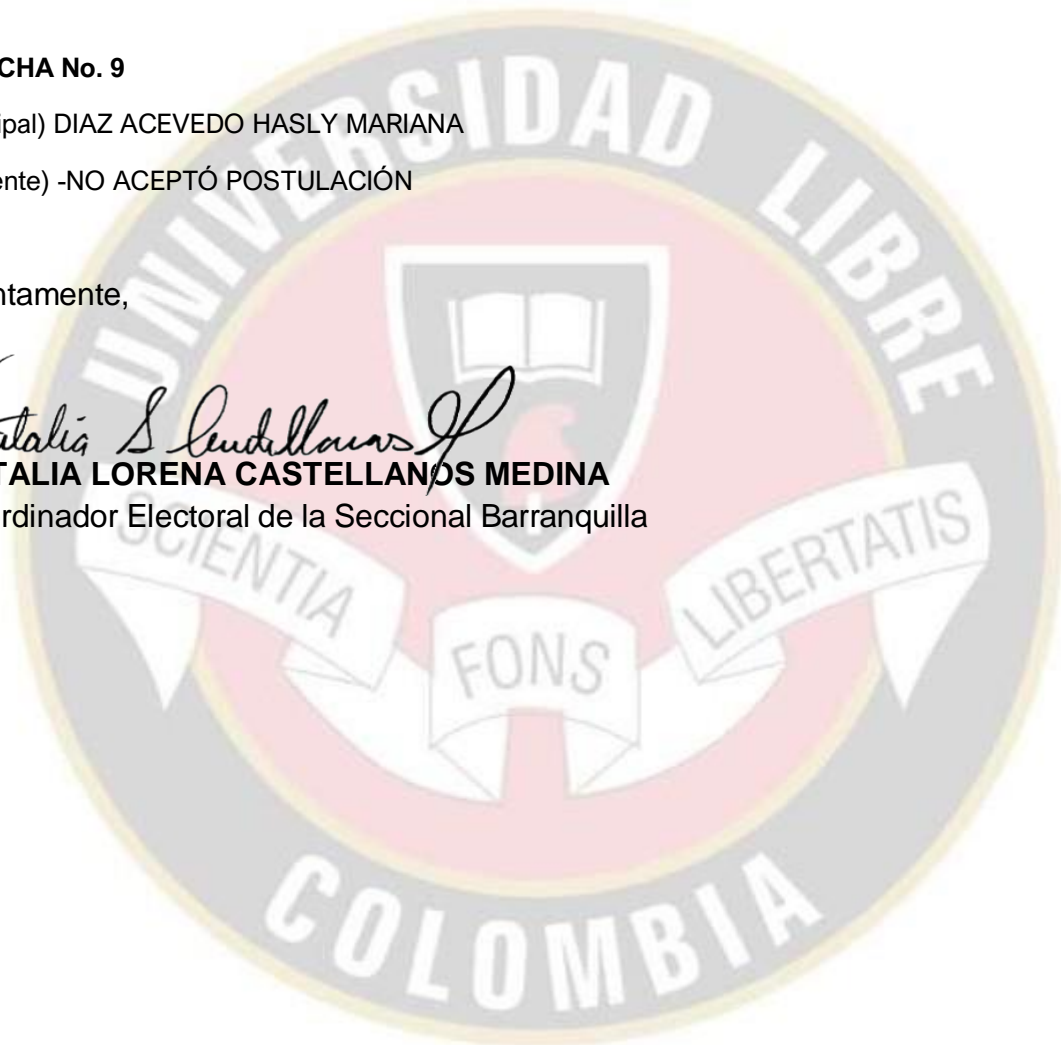 CHA No. 9
ipal) DIAZ ACEVEDO HASLY MARIANA
ente) -NO ACEPTÓ POSTULACIÓN
ntamente,
TALIA LORENA CASTELLANOS MEDINA
rdinador Electoral de la Seccional Barranquilla
UNIVERSIDAD LIBRE
SCIENTIA
FONS
LIBERTATIS
COLOMBIA